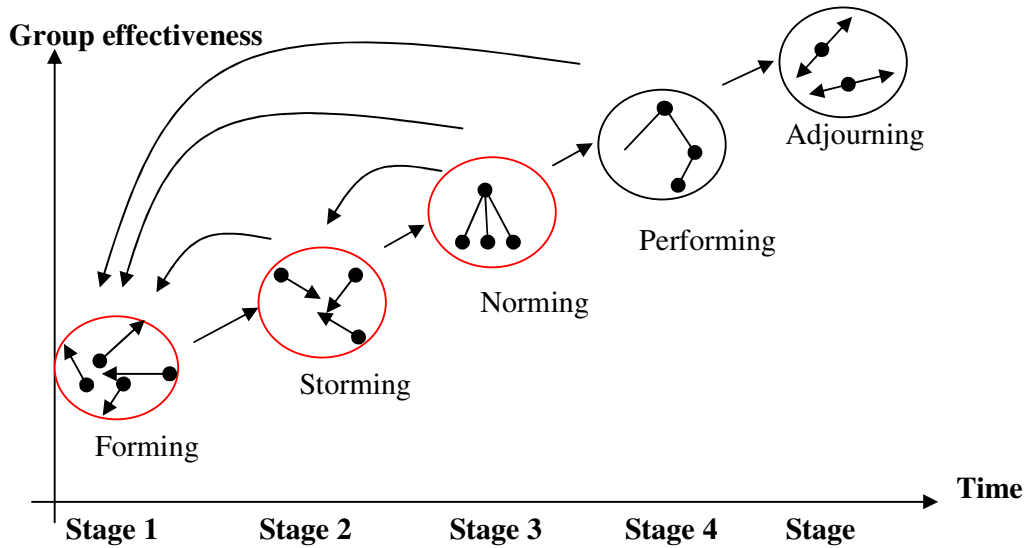 Group effectiveness
Adjourning
Performing
Norming
Storming
Forming
Time
Stage 1 Stage 2 Stage 3 Stage 4 Stage